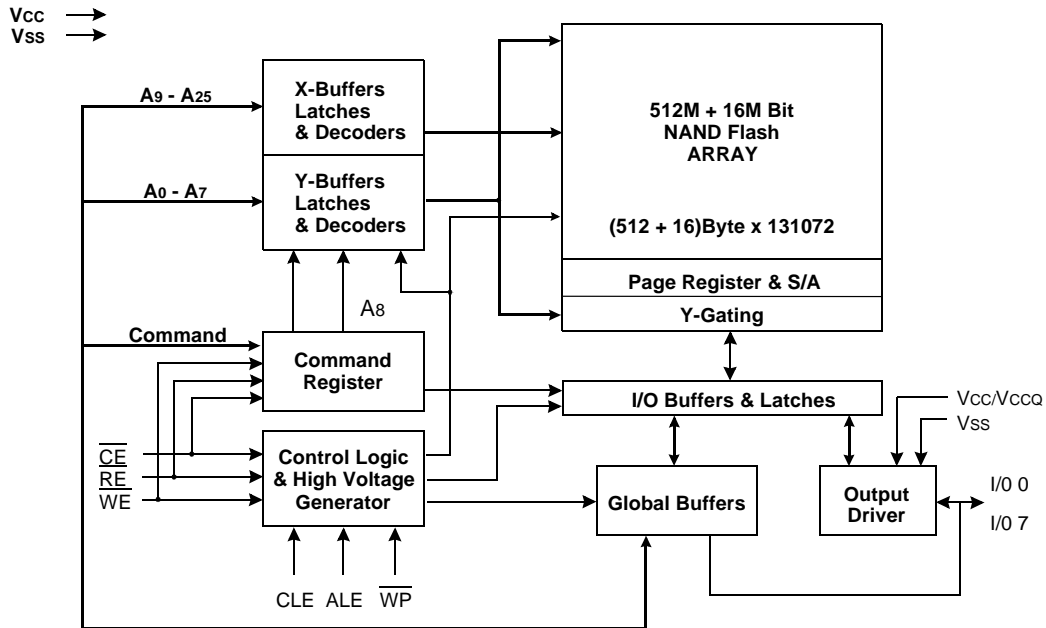 VCC
VSS
A9 - A25
X-Buffers
Latches
& Decoders
512M + 16M Bit
NAND Flash
ARRAY
A0 - A7
Y-Buffers
Latches
& Decoders
(512 + 16)Byte x 131072
Page Register & S/A
Y-Gating
A8
Command
Command
Register
I/O Buffers & Latches
VCC/VCCQ
VSS
CE
RE
WE
Control Logic
& High Voltage
Generator
Global Buffers
Output
Driver
I/0 0
I/0 7
CLE
ALE
WP